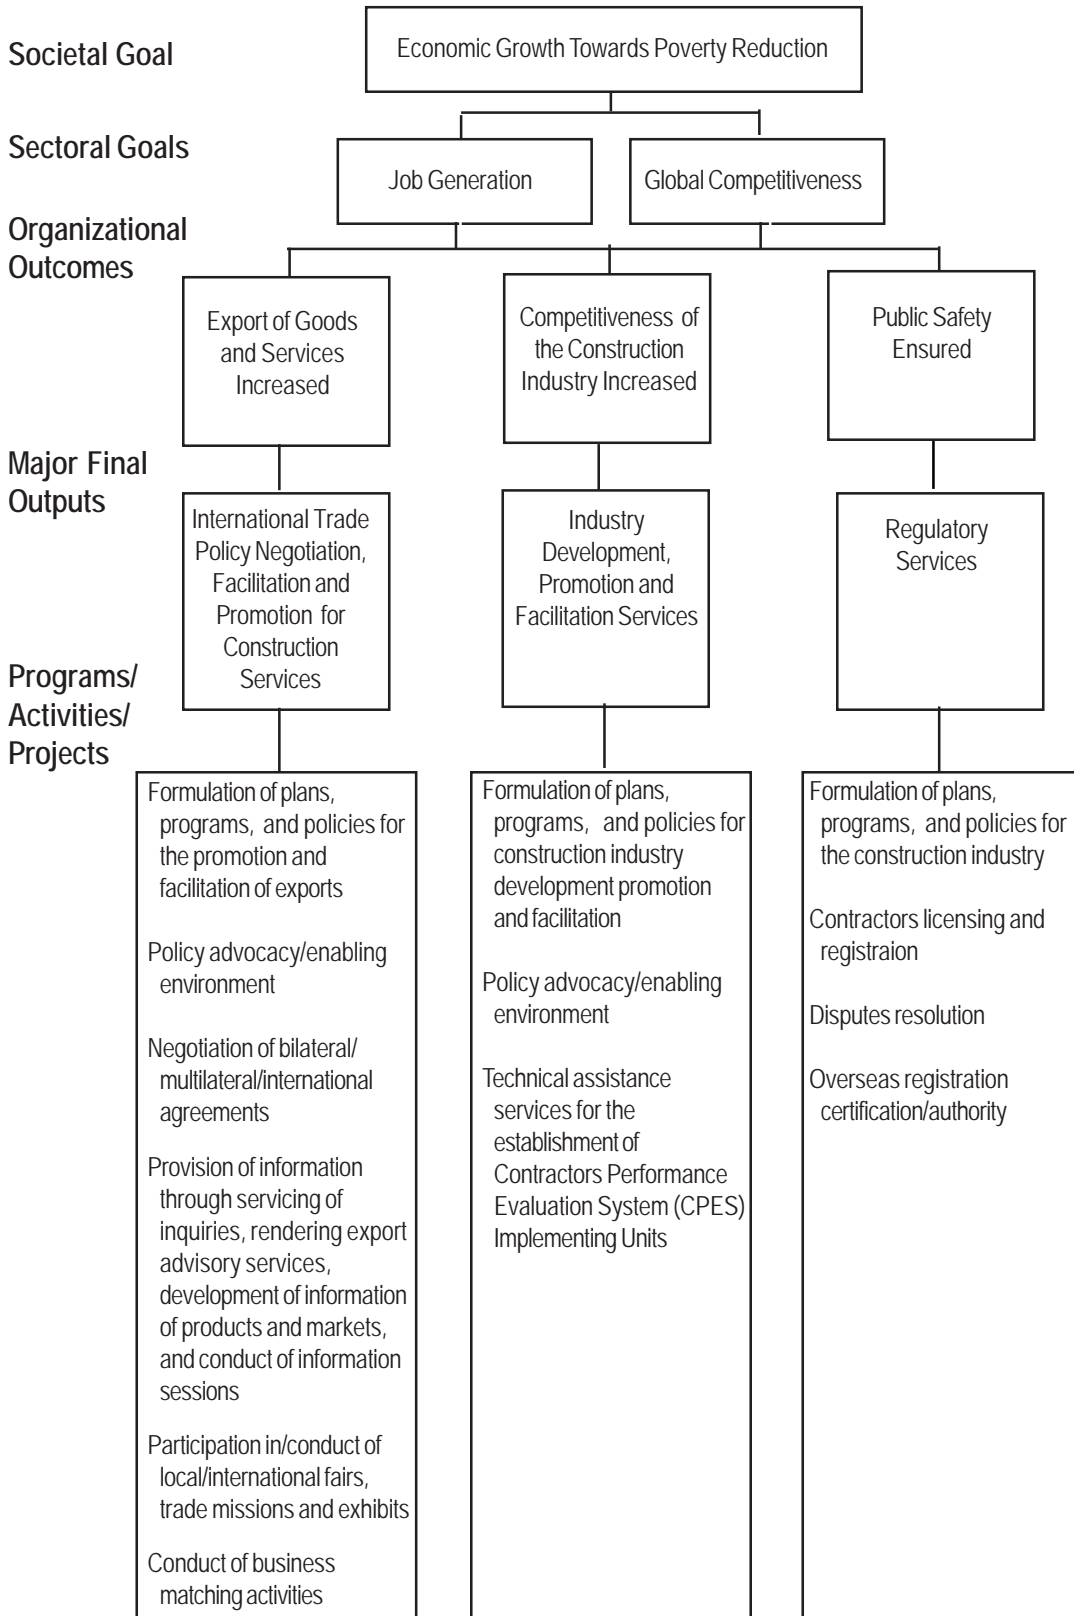 Societal Goal
Economic Growth Towards Poverty Reduction
Sectoral Goals
Job Generation
Global Competitiveness
Organizational
Outcomes
Export of Goods
and Services
Increased
Competitiveness of
the Construction
Industry Increased
Public Safety
Ensured
Major Final
Outputs
International Trade
Policy Negotiation,
Facilitation and
Promotion for
Construction
Services
Industry
Development,
Promotion and
Facilitation Services
Regulatory
Services
Programs/
Activities/
Projects
Formulation of plans,
programs, and policies for
the promotion and
facilitation of exports
Policy advocacy/enabling
environment
Negotiation of bilateral/
multilateral/international
agreements
Provision of information
through servicing of
inquiries, rendering export
advisory services,
development of information
of products and markets,
and conduct of information
sessions
Participation in/conduct of
local/international fairs,
trade missions and exhibits
Conduct of business
matching activities
Formulation of plans,
programs, and policies for
construction industry
development promotion
and facilitation
Policy advocacy/enabling
environment
Technical assistance
services for the
establishment of
Contractors Performance
Evaluation System (CPES)
Implementing Units
Formulation of plans,
programs, and policies for
the construction industry
Contractors licensing and
registraion
Disputes resolution
Overseas registration
certification/authority